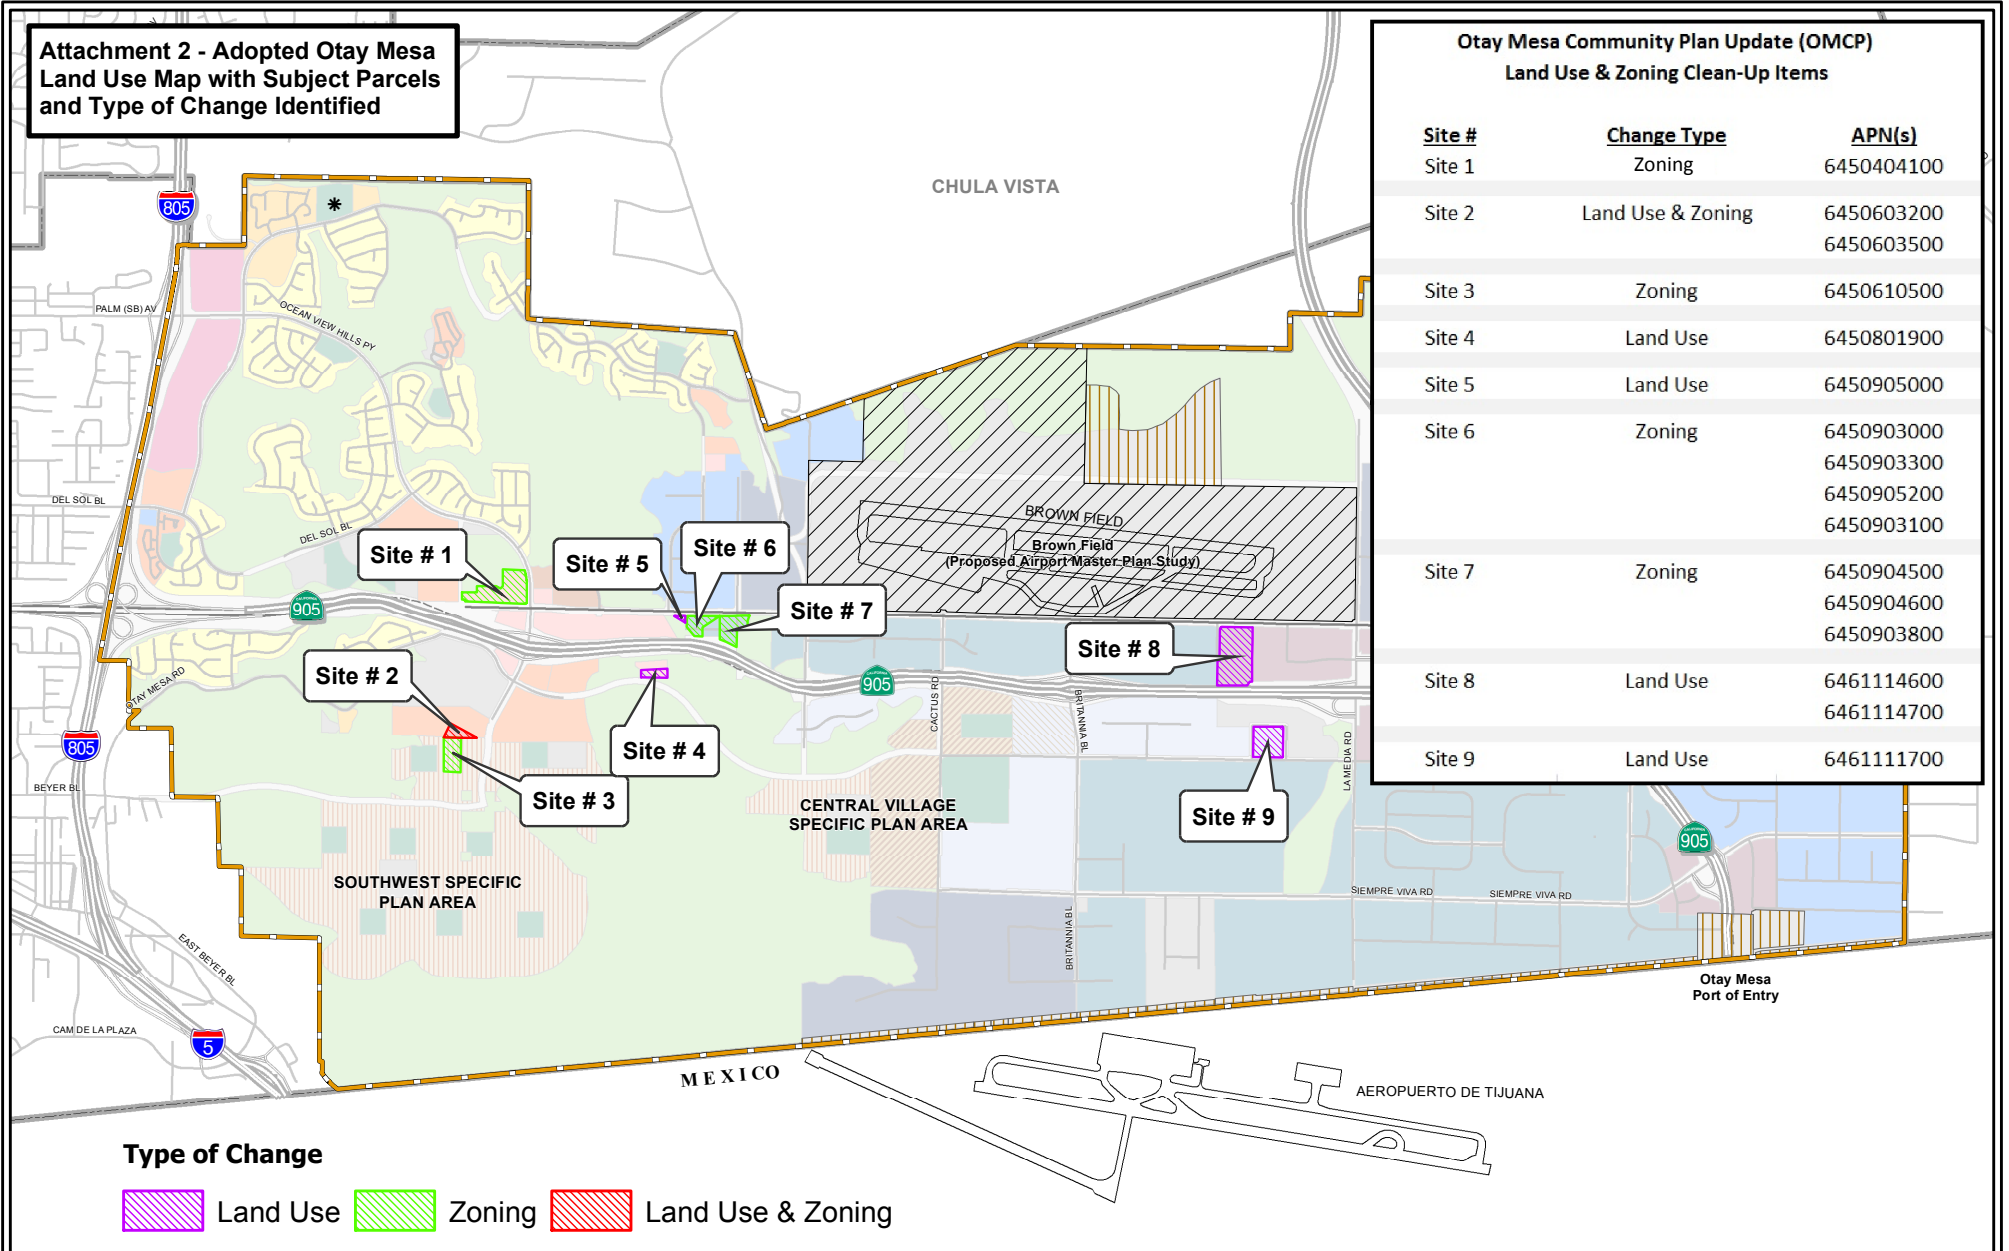 Attachment 2 - Adopted Otay Mesa
Land Use Map with Subject Parcels
and Type of Change Identified
Otay Mesa Community Plan Update (OMCP)
Land Use & Zoning Clean-Up Items
Site # Change Type APN(s)
Site 1 Zoning 6450404100
Site 2 Land Use & Zoning 6450603200
6450603500
Site 3 Zoning 6450610500
Site 4 Land Use 6450801900
Site 5 Land Use 6450905000
Site 6 Zoning 6450903000
6450903300
6450905200
6450903100
Site 7 Zoning 6450904500
6450904600
6450903800
Site 8 Land Use 6461114600
6461114700
Site 9 Land Use 6461111700
CHULA VISTA
805
PALM (SB) AV
OCEAN VIEW HILLS PY
DEL SOL BL
DEL SOL BL
BROWN FIELD
Brown Field
(Proposed Airport Master Plan Study)
Site # 1
Site # 5
Site # 6
Site # 7
CALIFORNIA
905
Site # 8
Site # 2
OTAY MESA RD
CALIFORNIA
905
CACTUS RD
BRITANNIA BL
805
Site # 4
LA MEDIA RD
BEYER BL
Site # 3
CENTRAL VILLAGE
SPECIFIC PLAN AREA
Site # 9
CALIFORNIA
905
SOUTHWEST SPECIFIC
PLAN AREA
SIEMPRE VIVA RD
SIEMPRE VIVA RD
BRITANNIA BL
EAST BEYER BL
Otay Mesa
Port of Entry
CAM DE LA PLAZA
5
MEXICO
AEROPUERTO DE TIJUANA
Type of Change
Land Use
Zoning
Land Use & Zoning